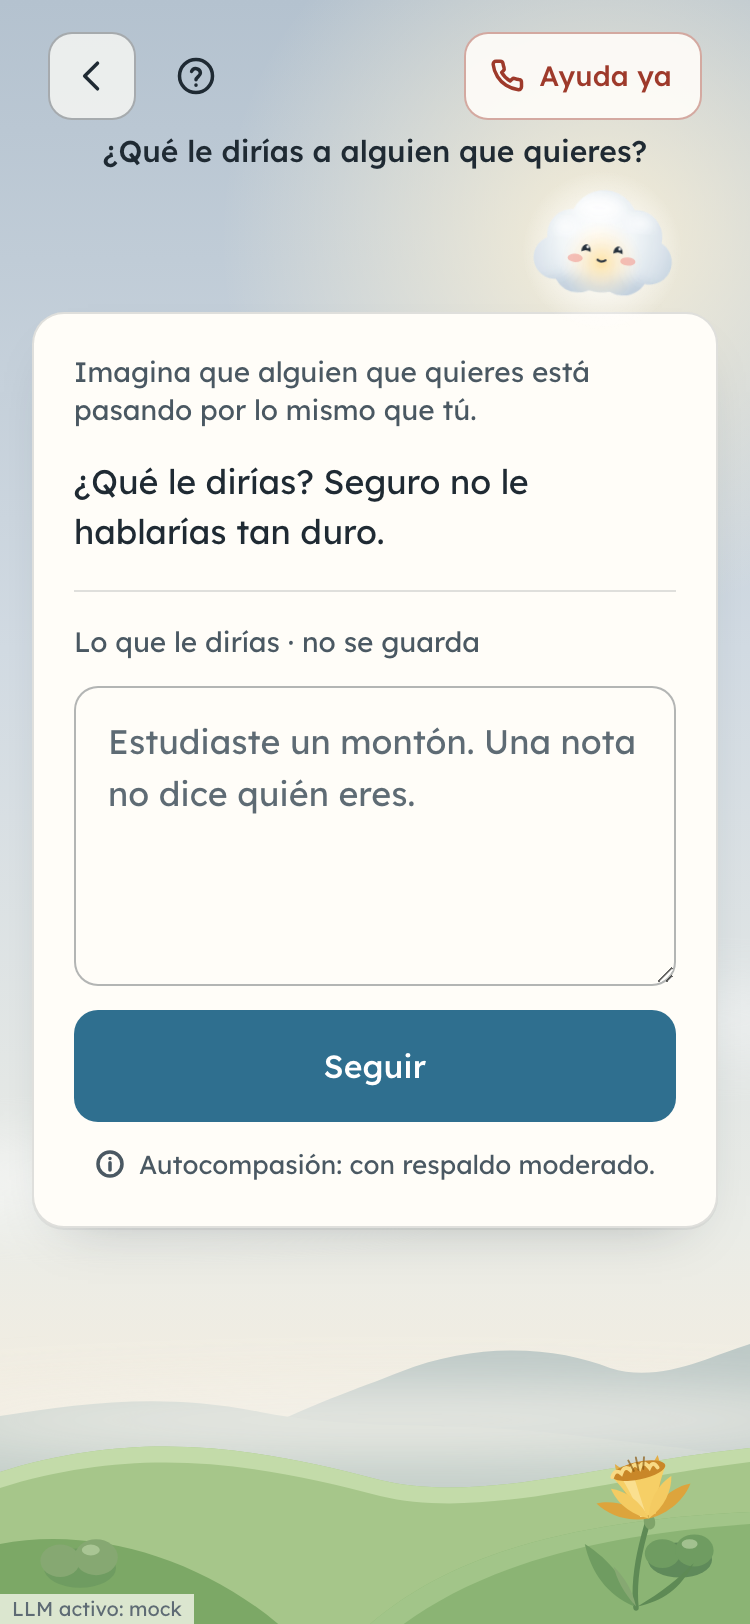 Ayuda ya
¿Qué le dirías a alguien que quieres?
Imagina que alguien que quieres está
pasando por lo mismo que tú.
¿Qué le dirías? Seguro no le
hablarías tan duro.
Lo que le dirías · no se guarda
Estudiaste un montón. Una nota
no dice quién eres.
Seguir
Autocompasión: con respaldo moderado.
LLM activo: mock